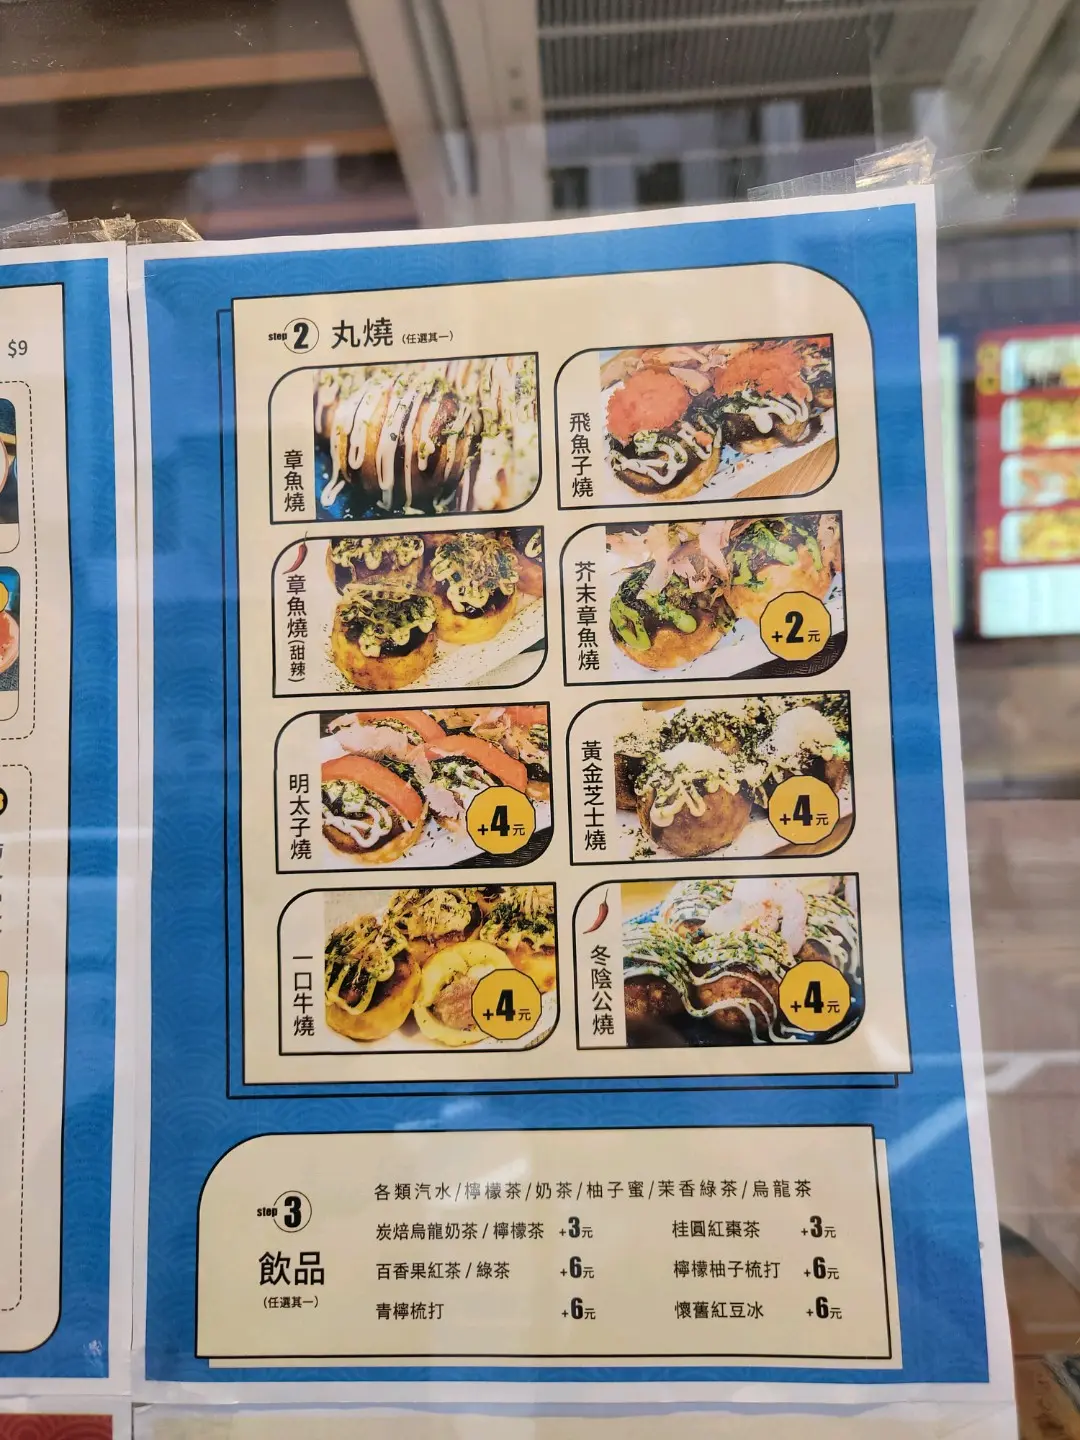 $9
step 2 丸燒 (任選其一)
章魚燒
飛魚子燒
章魚燒(甜辣)
芥末章魚燒
+2元
明太子燒
+4元
黃金芝士燒
+4元
一口牛燒
+4元
冬陰公燒
+4元
step 3
飲品
(任選其一)
各類汽水/檸檬茶/奶茶/柚子蜜/茉香綠茶/烏龍茶
炭焙烏龍奶茶/檸檬茶 +3元
桂圓紅棗茶 +3元
百香果紅茶/綠茶 +6元
檸檬柚子梳打 +6元
青檸梳打 +6元
懷舊紅豆冰 +6元